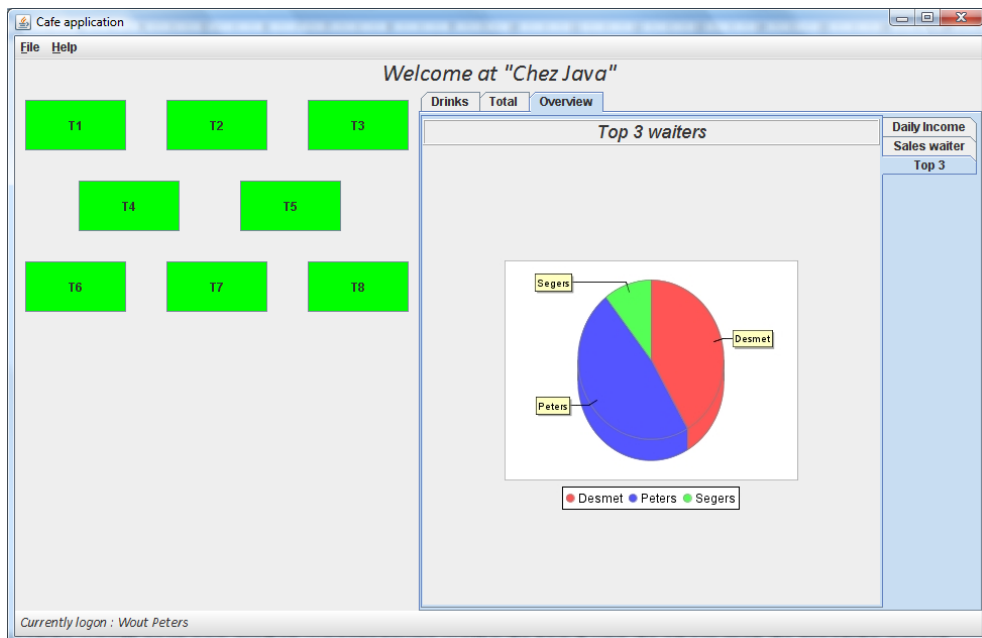 Cafe application
File Help
Welcome at "Chez Java"
T1 T2 T3
T4 T5
T6 T7 T8
Drinks Total Overview
Top 3 waiters
Daily Income
Sales waiter
Top 3
Segers
Desmet
Peters
Desmet Peters Segers
Currently logon : Wout Peters